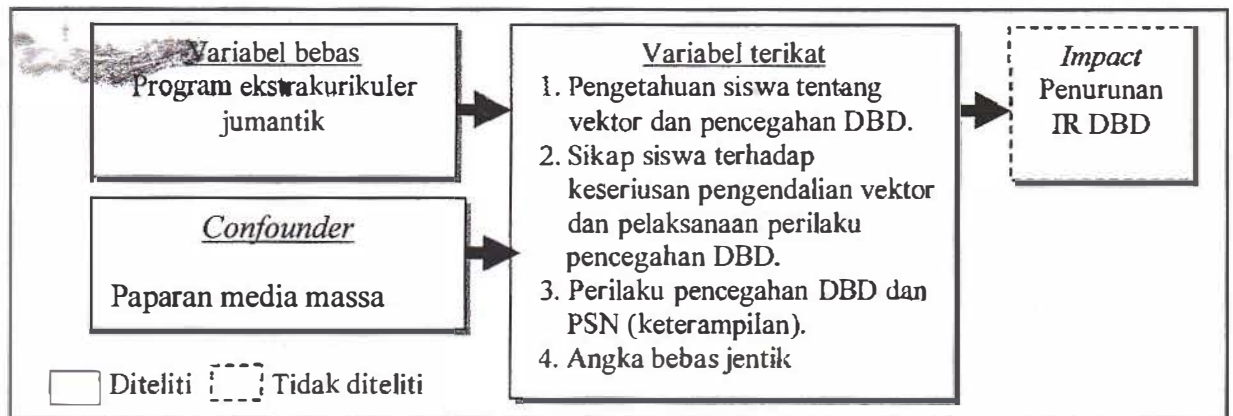 Variabel bebas
Program ekstrakurikuler
jumantik
Confounder
Paparan media massa
Variabel terikat
1. Pengetahuan siswa tentang
vektor dan pencegahan DBD.
2. Sikap siswa terhadap
keseriusan pengendalian vektor
dan pelaksanaan perilaku
pencegahan DBD.
3. Perilaku pencegahan DBD dan
PSN (keterampilan).
4. Angka bebas jentik
Impact
Penurunan
IR DBD
Diteliti Tidak diteliti